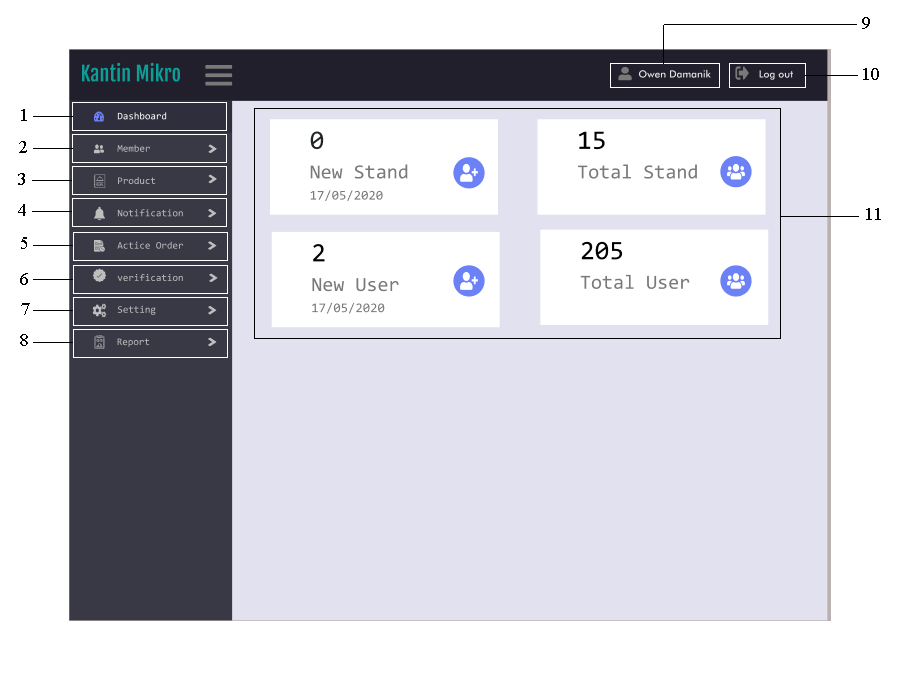 9
Kantin Mikro
Owen Damanik
Log out
10
1
Dashboard
2
Member
3
Product
4
Notification
5
Actice Order
6
verification
7
Setting
8
Report
0
New Stand
17/05/2020
15
Total Stand
2
New User
17/05/2020
205
Total User
11